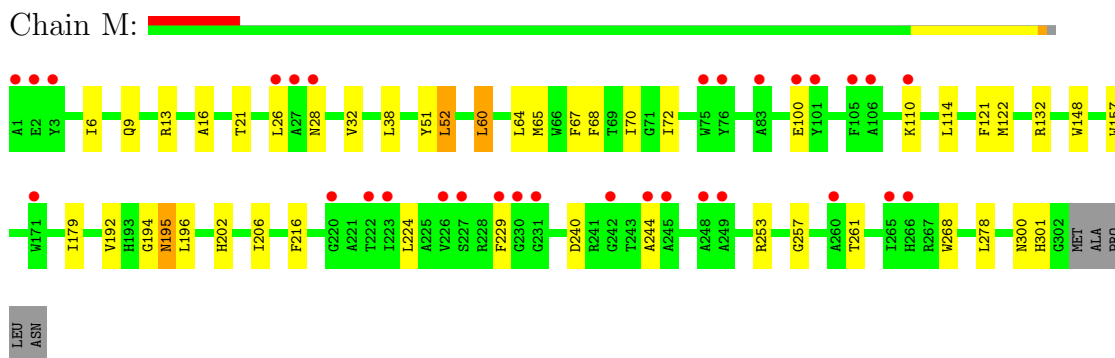 Chain M:
A1 E2 Y3 I6 Q9 R13 A16 T21 L26 A27 N28 V32 L38 Y51 L52 L60 L64 M65 W66 F67 F68 T69 I70 G71 I72 W75 Y76 A83 E100 Y101 F105 A106 K110 L114 F121 M122 R132 W148 W157
W171 I179 V192 H193 G194 N195 L196 H202 I206 F216 G220 A221 T222 I223 L224 A225 V226 S227 R228 F229 G230 G231 D240 R241 G242 T243 A244 A245 A248 A249 R253 G257 A260 T261 I265 H266 R267 W268 L278 N300 H301 G302 MET ALA PRO
LEU ASN